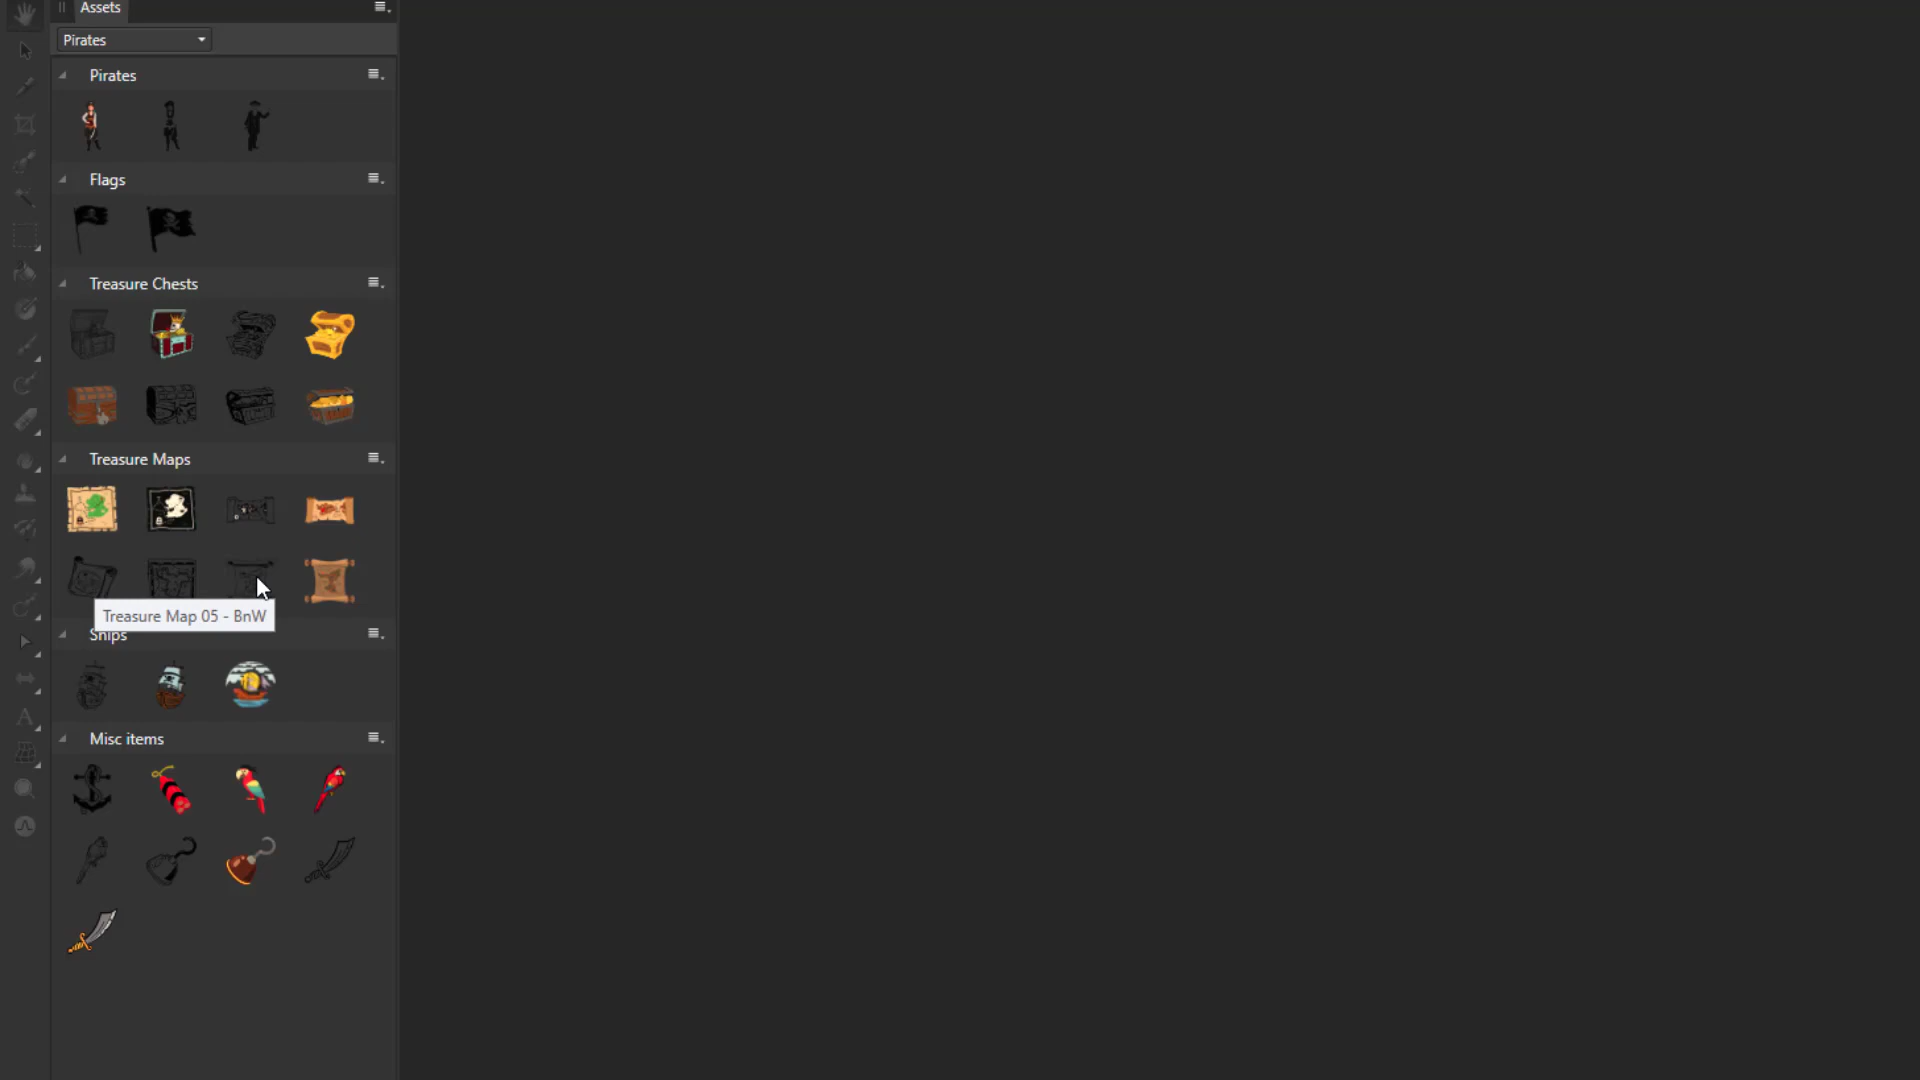 Assets
Pirates
Pirates
Flags
Treasure Chests
Treasure Maps
Treasure Map 05 - BnW
Ships
Misc items